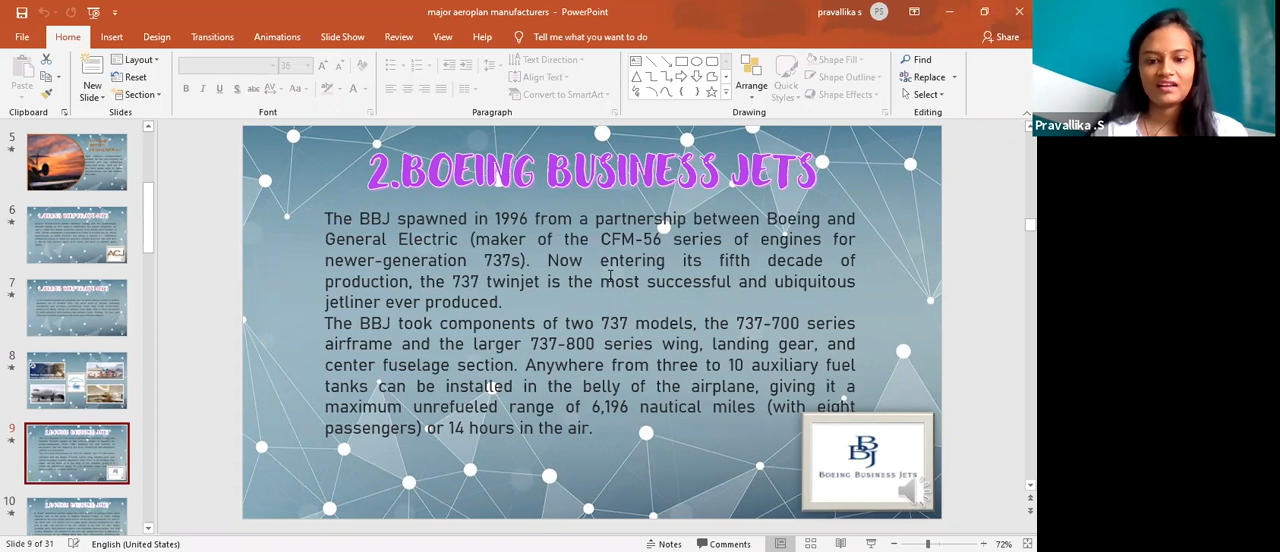 major aeroplan manufacturers - PowerPoint
pravallika s
PS
File
Home
Insert
Design
Transitions
Animations
Slide Show
Review
View
Help
Tell me what you want to do
Share
Paste
New Slide
Layout
Reset
Section
36
B I U S abc AV Aa A
Text Direction
Align Text
Convert to SmartArt
Arrange
Quick Styles
Shape Fill
Shape Outline
Shape Effects
Find
Replace
Select
Clipboard
Slides
Font
Paragraph
Drawing
Editing
Pravallika .S
5
6
ACJ
7
8
9
10
2.BOEING BUSINESS JETS
The BBJ spawned in 1996 from a partnership between Boeing and
General Electric (maker of the CFM-56 series of engines for
newer-generation 737s). Now entering its fifth decade of
production, the 737 twinjet is the most successful and ubiquitous
jetliner ever produced.
The BBJ took components of two 737 models, the 737-700 series
airframe and the larger 737-800 series wing, landing gear, and
center fuselage section. Anywhere from three to 10 auxiliary fuel
tanks can be installed in the belly of the airplane, giving it a
maximum unrefueled range of 6,196 nautical miles (with eight
passengers) or 14 hours in the air.
BBJ
BOEING BUSINESS JETS
Slide 9 of 31
English (United States)
Notes
Comments
72%